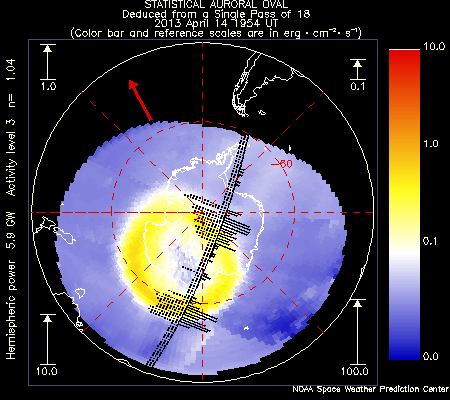 STATISTICAL AURORAL OVAL
Deduced from a Single Pass of 18
2013 April 14 1954 UT
(Color bar and reference scales are in erg·cm⁻²·s⁻¹)
10.0
1.0
0.1
1.0
-60
0.1
0.0
10.0
100.0
Hemispheric power 5.9 GW Activity level 3 n= 1.04
NOAA Space Weather Prediction Center